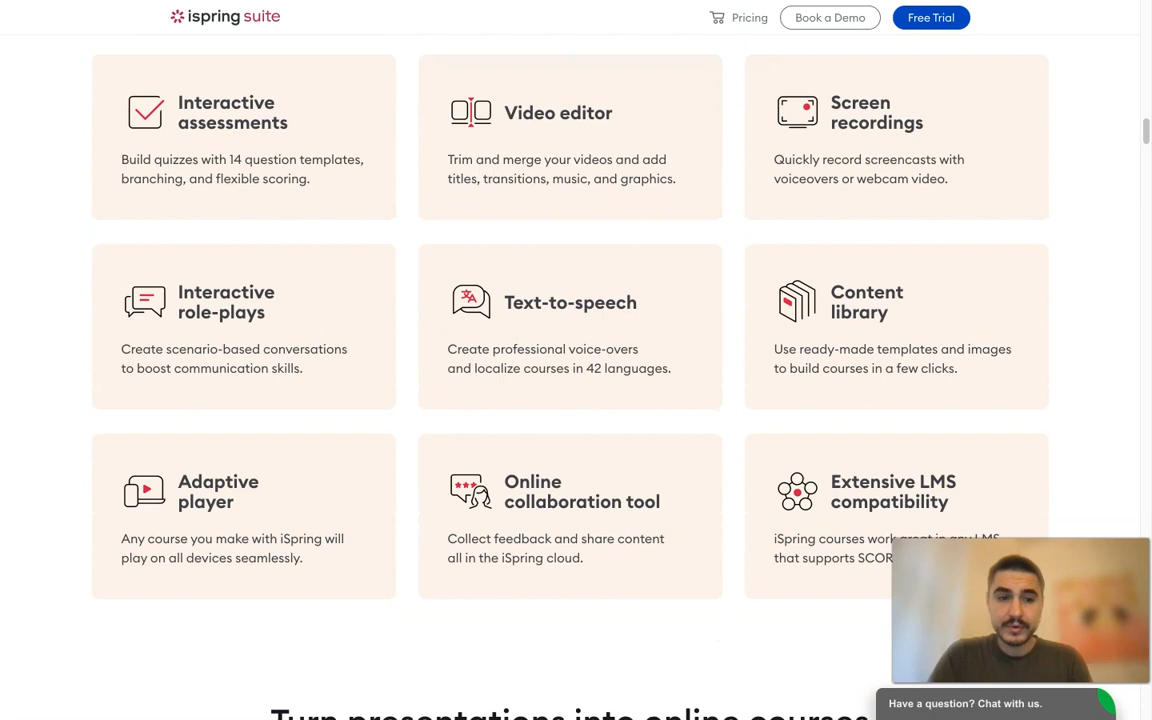 ispring suite
Pricing
Book a Demo
Free Trial
Interactive
assessments
Build quizzes with 14 question templates,
branching, and flexible scoring.
Video editor
Trim and merge your videos and add
titles, transitions, music, and graphics.
Screen
recordings
Quickly record screencasts with
voiceovers or webcam video.
Interactive
role-plays
Create scenario-based conversations
to boost communication skills.
Text-to-speech
Create professional voice-overs
and localize courses in 42 languages.
Content
library
Use ready-made templates and images
to build courses in a few clicks.
Adaptive
player
Any course you make with iSpring will
play on all devices seamlessly.
Online
collaboration tool
Collect feedback and share content
all in the iSpring cloud.
Extensive LMS
compatibility
iSpring courses work great in any LMS
that supports SCOR
Turn presentations into online courses
Have a question? Chat with us.